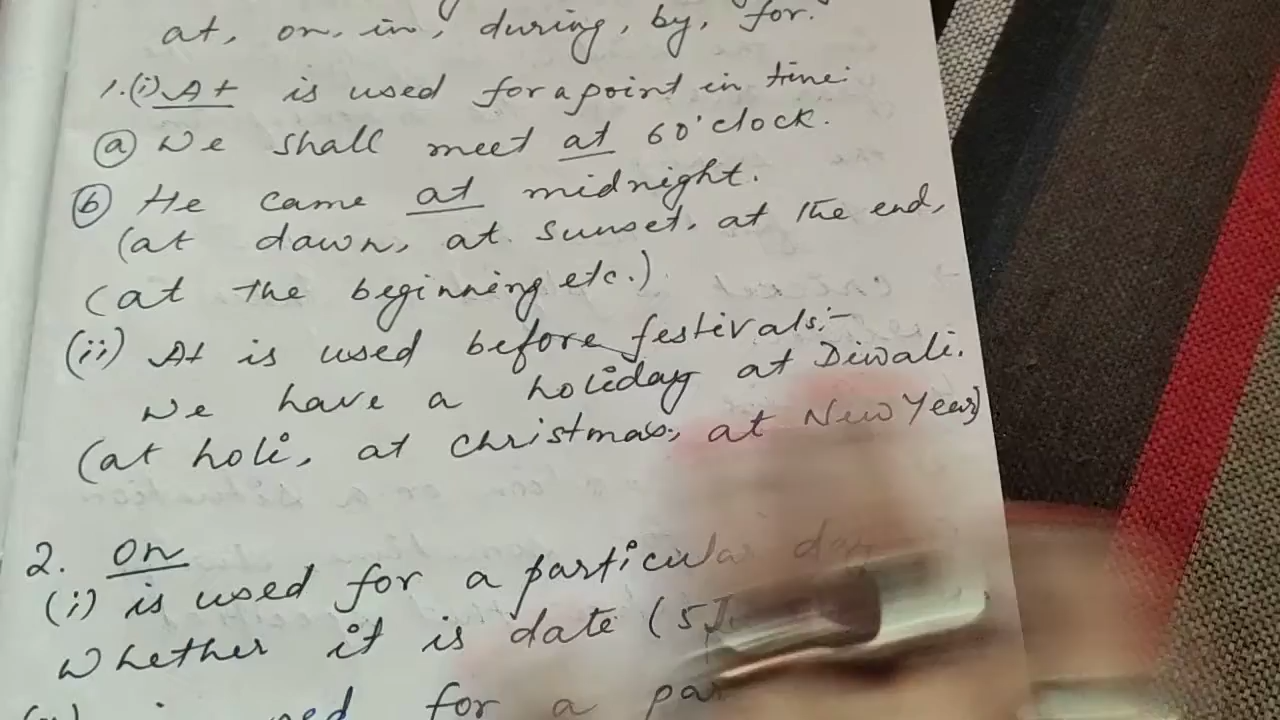 at, on, in, during, by, for.
1.(i) At is used for a point in time:
(a) We shall meet at 6 o'clock.
(b) He came at midnight.
(at dawn, at sunset, at the end,
(at the beginning etc.)
(ii) At is used before festivals:-
We have a holiday at Diwali.
(at holi, at christmas, at New Year)
2. On
(i) is used for a particular day
Whether it is date (5
used for a